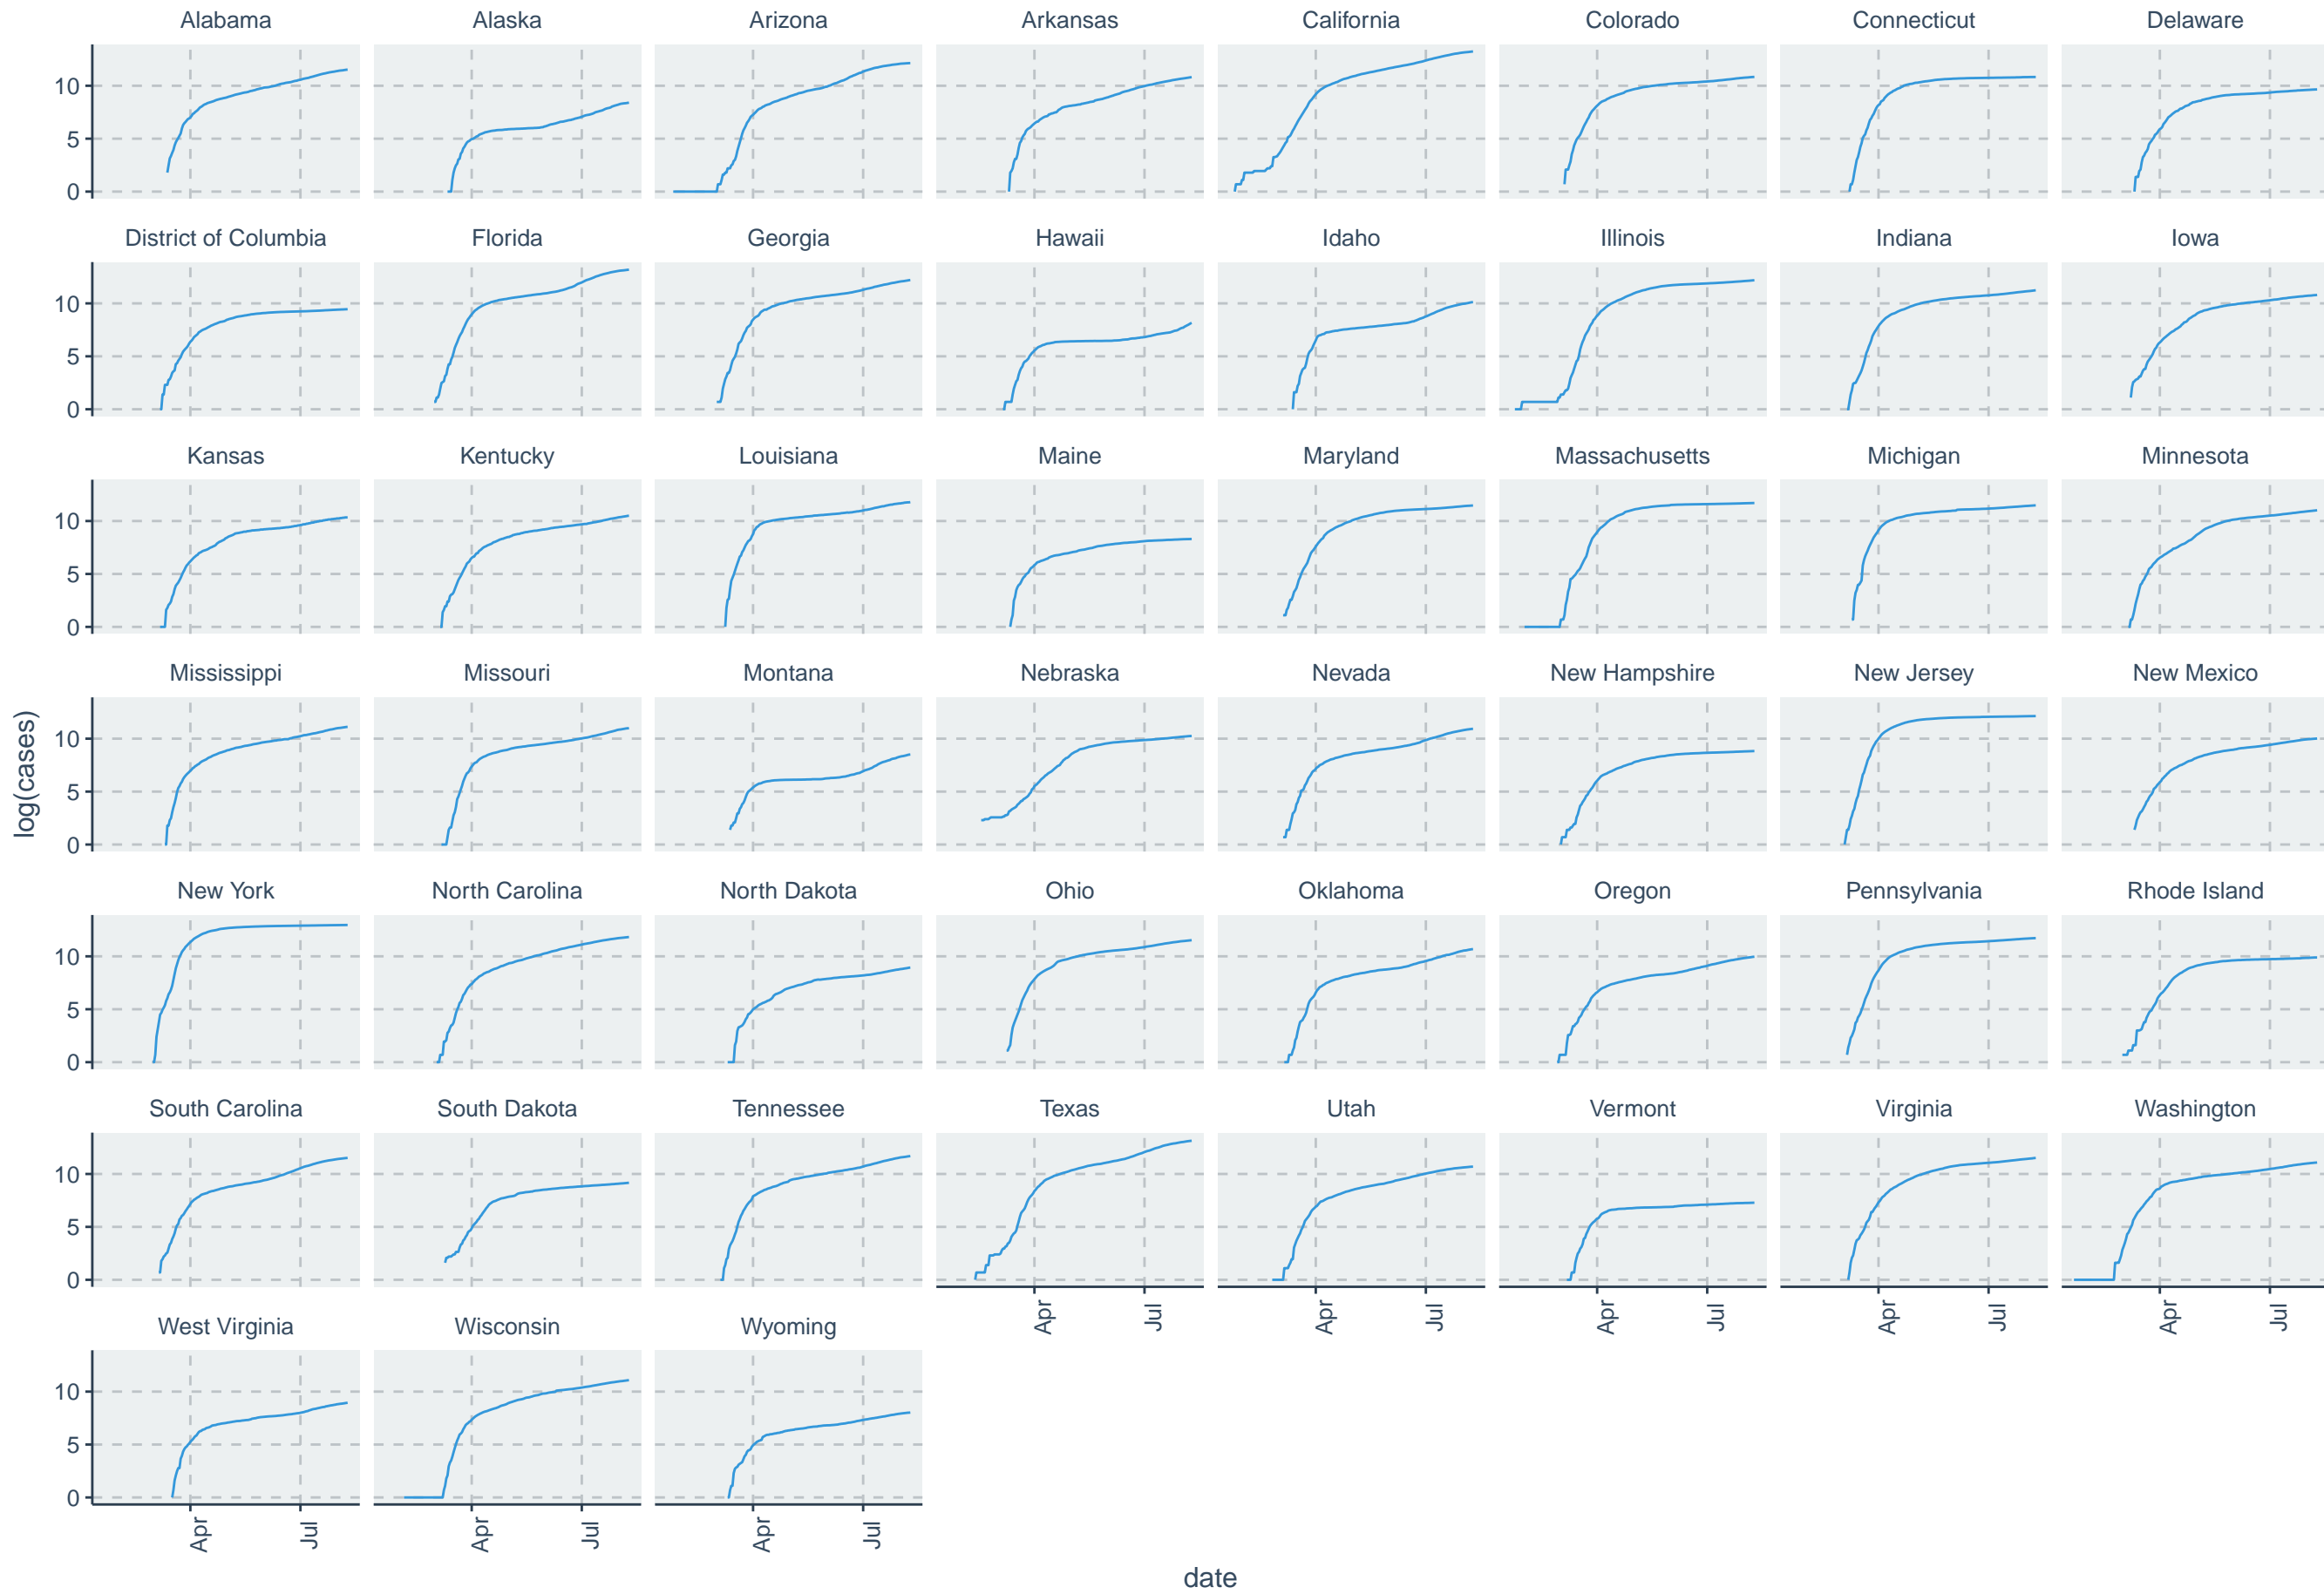 Alabama Alaska Arizona Arkansas California Colorado Connecticut Delaware
10
5
0
District of Columbia Florida Georgia Hawaii Idaho Illinois Indiana Iowa
10
5
0
Kansas Kentucky Louisiana Maine Maryland Massachusetts Michigan Minnesota
10
5
0
Mississippi Missouri Montana Nebraska Nevada New Hampshire New Jersey New Mexico
10
5
0
log(cases)
New York North Carolina North Dakota Ohio Oklahoma Oregon Pennsylvania Rhode Island
10
5
0
South Carolina South Dakota Tennessee Texas Utah Vermont Virginia Washington
10
5
0
Apr Jul Apr Jul Apr Jul Apr Jul Apr Jul
West Virginia Wisconsin Wyoming
10
5
0
Apr Jul Apr Jul Apr Jul
date